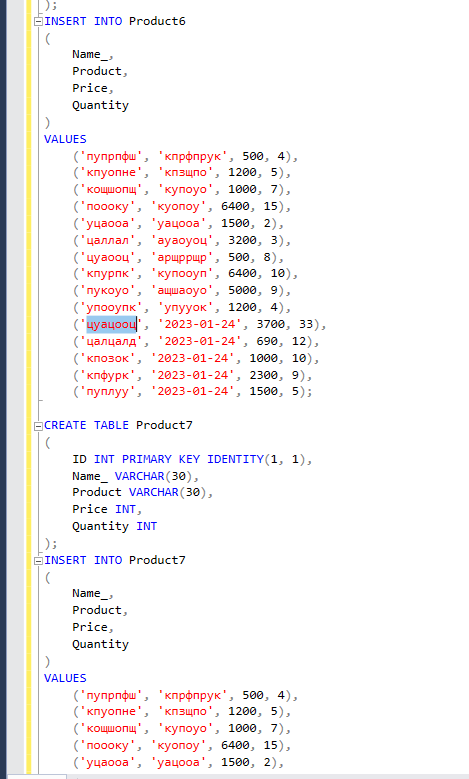 );
INSERT INTO Product6
(
Name_,
Product,
Price,
Quantity
)
VALUES
('пупрпфш', 'кпрфпрук', 500, 4),
('кпуопне', 'кпзщпо', 1200, 5),
('кощшопщ', 'купоуо', 1000, 7),
('поооку', 'куопоу', 6400, 15),
('уцаооа', 'уацооа', 1500, 2),
('цаллал', 'ауаоуоц', 3200, 3),
('цуаооц', 'арщррщр', 500, 8),
('кпурпк', 'купооуп', 6400, 10),
('пукоуо', 'ащшаоуо', 5000, 9),
('упооупк', 'упууок', 1200, 4),
('цуацооц', '2023-01-24', 3700, 33),
('цалцалд', '2023-01-24', 690, 12),
('кпозок', '2023-01-24', 1000, 10),
('кпфурк', '2023-01-24', 2300, 9),
('пуплуу', '2023-01-24', 1500, 5);
CREATE TABLE Product7
(
ID INT PRIMARY KEY IDENTITY(1, 1),
Name_ VARCHAR(30),
Product VARCHAR(30),
Price INT,
Quantity INT
);
INSERT INTO Product7
(
Name_,
Product,
Price,
Quantity
)
VALUES
('пупрпфш', 'кпрфпрук', 500, 4),
('кпуопне', 'кпзщпо', 1200, 5),
('кощшопщ', 'купоуо', 1000, 7),
('поооку', 'куопоу', 6400, 15),
('уцаооа', 'уацооа', 1500, 2),